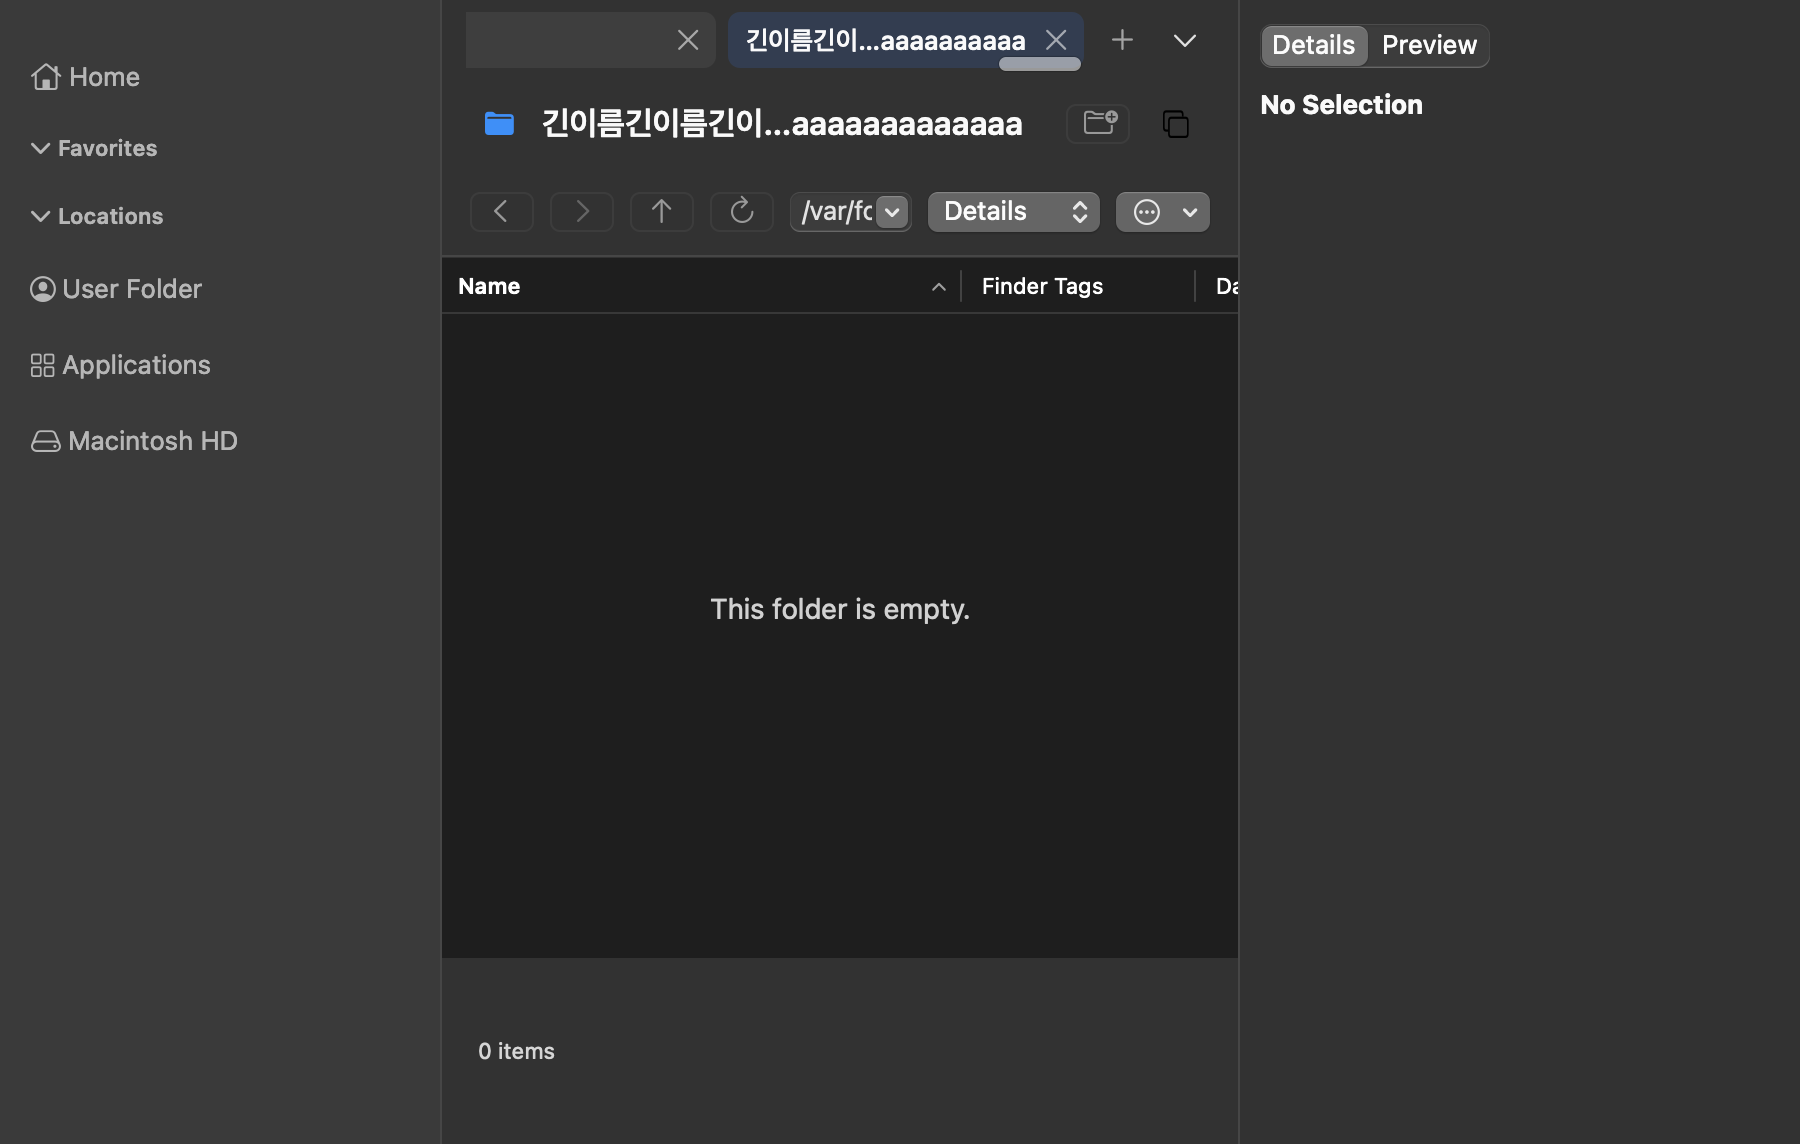 Home
Favorites
Locations
User Folder
Applications
Macintosh HD
긴이름긴이...aaaaaaaaaa
긴이름긴이름긴이...aaaaaaaaaaaaa
/var/fc
Details
Name
Finder Tags
Da
This folder is empty.
0 items
Details Preview
No Selection